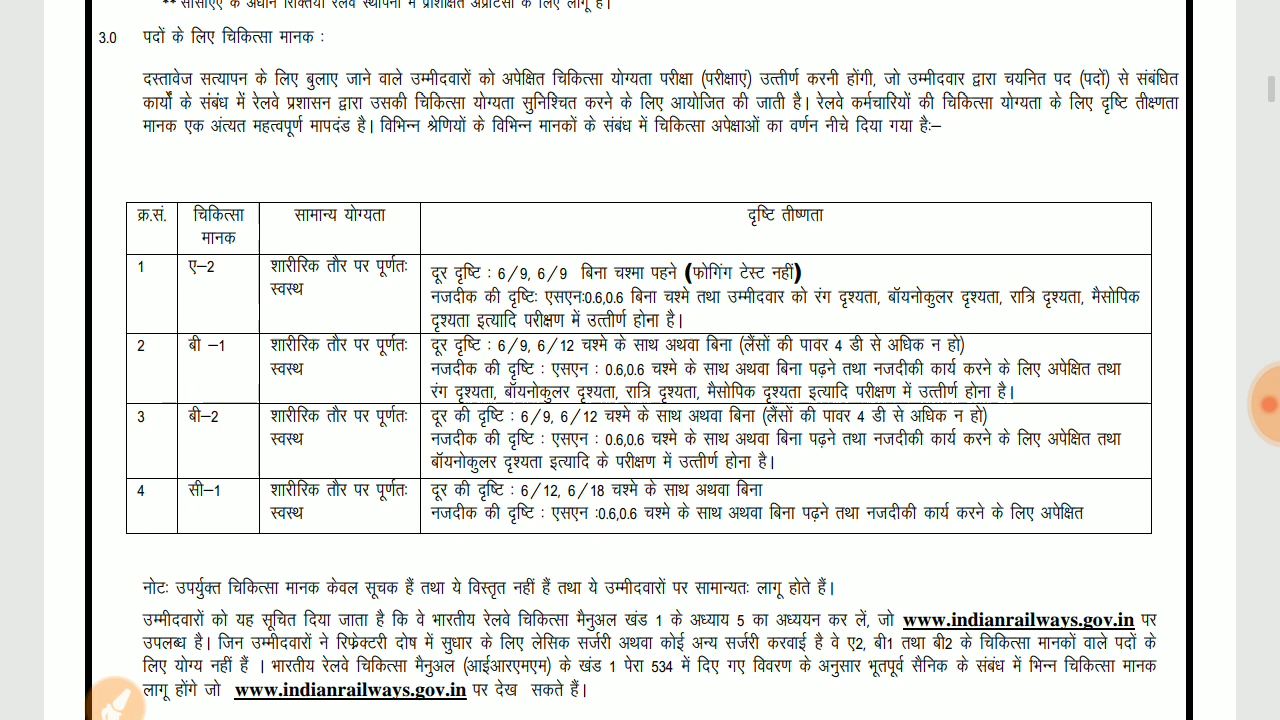 ** सीसीएए के अधीन रिक्तियां रेलवे स्थापनों में प्रशिक्षित अप्रेंटिसों के लिए लागू हैं।
3.0 पदों के लिए चिकित्सा मानक :
दस्तावेज सत्यापन के लिए बुलाए जाने वाले उम्मीदवारों को अपेक्षित चिकित्सा योग्यता परीक्षा (परीक्षाएं) उत्तीर्ण करनी होंगी, जो उम्मीदवार द्वारा चयनित पद (पदों) से संबंधित
कार्यों के संबंध में रेलवे प्रशासन द्वारा उसकी चिकित्सा योग्यता सुनिश्चित करने के लिए आयोजित की जाती है। रेलवे कर्मचारियों की चिकित्सा योग्यता के लिए दृष्टि तीक्ष्णता
मानक एक अंत्यत महत्वपूर्ण मापदंड है। विभिन्न श्रेणियों के विभिन्न मानकों के संबंध में चिकित्सा अपेक्षाओं का वर्णन नीचे दिया गया है:–
क्र.सं. चिकित्सा मानक सामान्य योग्यता दृष्टि तीष्णता
1 ए–2 शारीरिक तौर पर पूर्णतः स्वस्थ दूर दृष्टि : 6/9, 6/9 बिना चश्मा पहने (फोगिंग टेस्ट नहीं)
नजदीक की दृष्टिः एसएनः0.6,0.6 बिना चश्मे तथा उम्मीदवार को रंग दृश्यता, बॉयनोकुलर दृश्यता, रात्रि दृश्यता, मैसोपिक
दृश्यता इत्यादि परीक्षण में उत्तीर्ण होना है।
2 बी –1 शारीरिक तौर पर पूर्णतः स्वस्थ दूर दृष्टि : 6/9, 6/12 चश्मे के साथ अथवा बिना (लैंसों की पावर 4 डी से अधिक न हो)
नजदीक की दृष्टि : एसएन : 0.6,0.6 चश्मे के साथ अथवा बिना पढ़ने तथा नजदीकी कार्य करने के लिए अपेक्षित तथा
रंग दृश्यता, बॉयनोकुलर दृश्यता, रात्रि दृश्यता, मैसोपिक दृश्यता इत्यादि परीक्षण में उत्तीर्ण होना है।
3 बी–2 शारीरिक तौर पर पूर्णतः स्वस्थ दूर की दृष्टि : 6/9, 6/12 चश्मे के साथ अथवा बिना (लैंसों की पावर 4 डी से अधिक न हो)
नजदीक की दृष्टि : एसएन : 0.6,0.6 चश्मे के साथ अथवा बिना पढ़ने तथा नजदीकी कार्य करने के लिए अपेक्षित तथा
बॉयनोकुलर दृश्यता इत्यादि के परीक्षण में उत्तीर्ण होना है।
4 सी–1 शारीरिक तौर पर पूर्णतः स्वस्थ दूर की दृष्टि : 6/12, 6/18 चश्मे के साथ अथवा बिना
नजदीक की दृष्टि : एसएन :0.6,0.6 चश्मे के साथ अथवा बिना पढ़ने तथा नजदीकी कार्य करने के लिए अपेक्षित
नोटः उपर्युक्त चिकित्सा मानक केवल सूचक हैं तथा ये विस्तृत नहीं हैं तथा ये उम्मीदवारों पर सामान्यतः लागू होते हैं।
उम्मीदवारों को यह सूचित दिया जाता है कि वे भारतीय रेलवे चिकित्सा मैनुअल खंड 1 के अध्याय 5 का अध्ययन कर लें, जो www.indianrailways.gov.in पर
उपलब्ध है। जिन उम्मीदवारों ने रिफ्रेक्टरी दोष में सुधार के लिए लेसिक सर्जरी अथवा कोई अन्य सर्जरी करवाई है वे ए2, बी1 तथा बी2 के चिकित्सा मानकों वाले पदों के
लिए योग्य नहीं हैं । भारतीय रेलवे चिकित्सा मैनुअल (आईआरएमएम) के खंड 1 पेरा 534 में दिए गए विवरण के अनुसार भूतपूर्व सैनिक के संबंध में भिन्न चिकित्सा मानक
लागू होंगे जो www.indianrailways.gov.in पर देख सकते हैं।